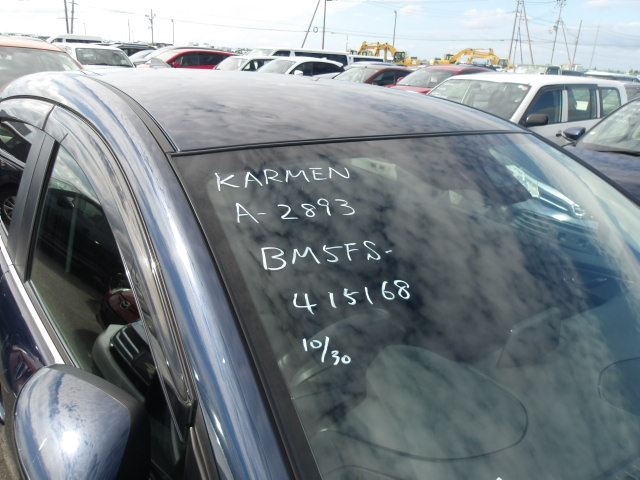 KARMEN
A-2893
BM5FS-
415168
10/30